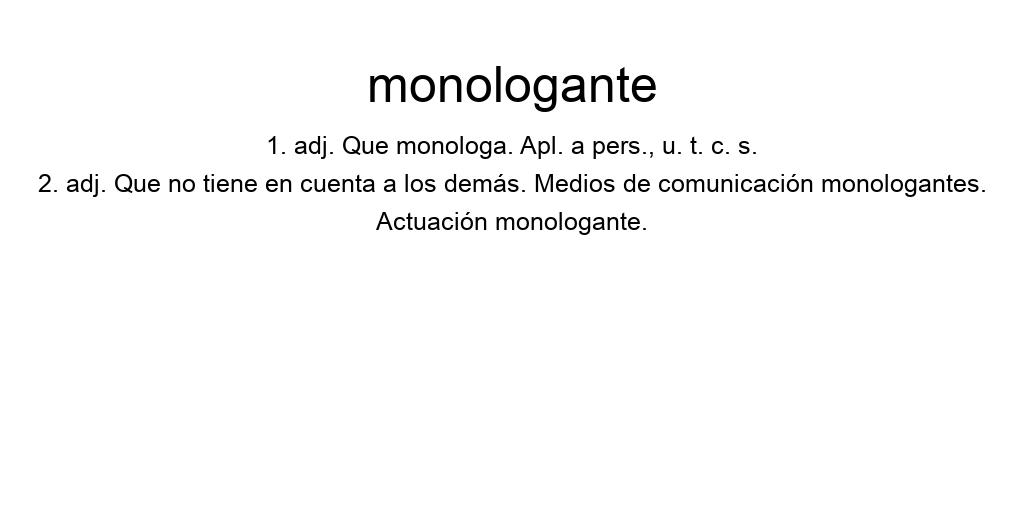 monologante
1. adj. Que monologa. Apl. a pers., u. t. c. s.
2. adj. Que no tiene en cuenta a los demás. Medios de comunicación monologantes.
Actuación monologante.